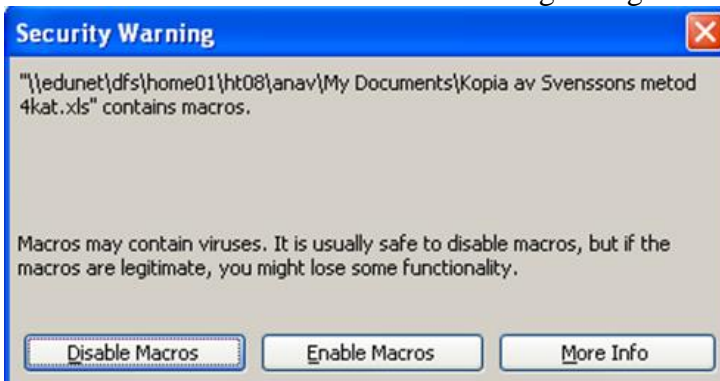 Security Warning
"\\edunet\dfs\home01\ht08\anav\My Documents\Kopia av Svenssons metod
4kat.xls" contains macros.
Macros may contain viruses. It is usually safe to disable macros, but if the
macros are legitimate, you might lose some functionality.
Disable Macros Enable Macros More Info